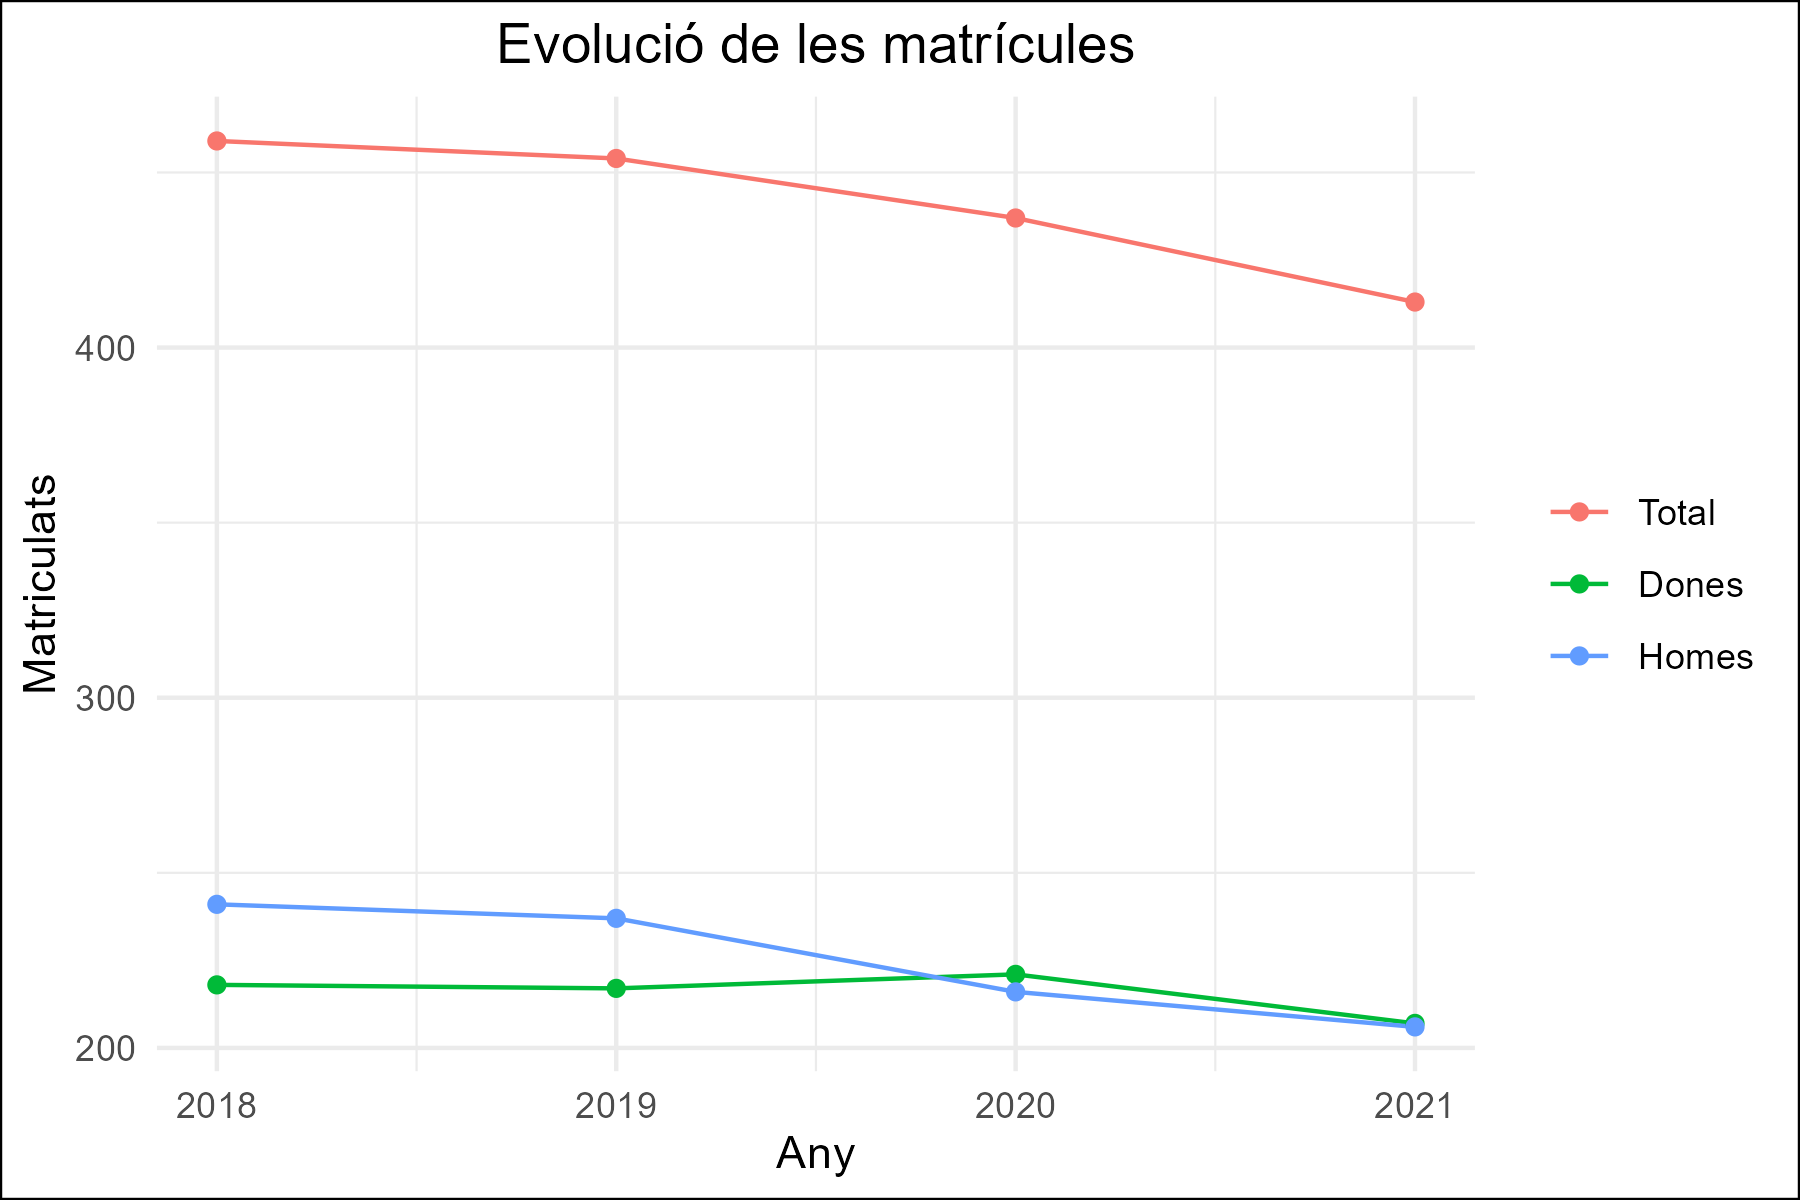 Evolució de les matrícules
Matriculats
400
300
200
2018 2019 2020 2021
Any
Total
Dones
Homes